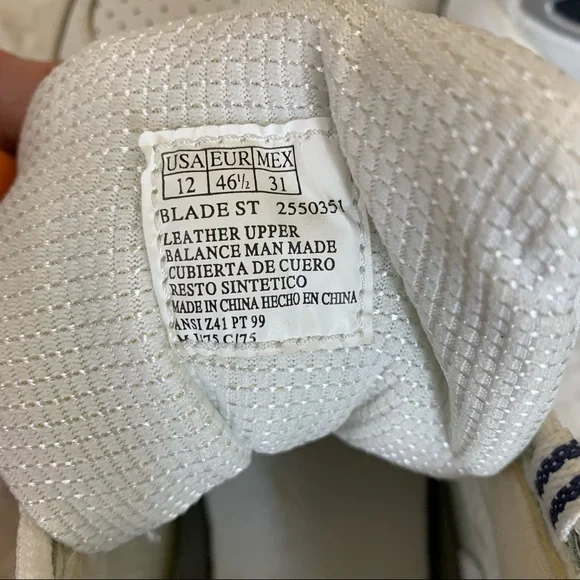 USA EUR MEX
12 46½ 31
BLADE ST 2550351
LEATHER UPPER
BALANCE MAN MADE
CUBIERTA DE CUERO
RESTO SINTETICO
MADE IN CHINA HECHO EN CHINA
ANSI Z41 PT 99
M I/75 C/75